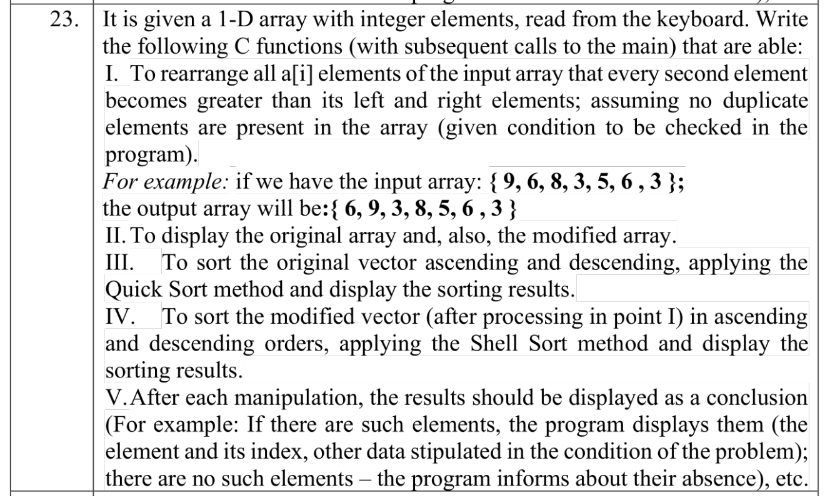 23. It is given a 1-D array with integer elements, read from the keyboard. Write
the following C functions (with subsequent calls to the main) that are able:
I. To rearrange all a[i] elements of the input array that every second element
becomes greater than its left and right elements; assuming no duplicate
elements are present in the array (given condition to be checked in the
program).
For example: if we have the input array: { 9, 6, 8, 3, 5, 6 , 3 };
the output array will be:{ 6, 9, 3, 8, 5, 6 , 3 }
II. To display the original array and, also, the modified array.
III. To sort the original vector ascending and descending, applying the
Quick Sort method and display the sorting results.
IV. To sort the modified vector (after processing in point I) in ascending
and descending orders, applying the Shell Sort method and display the
sorting results.
V.After each manipulation, the results should be displayed as a conclusion
(For example: If there are such elements, the program displays them (the
element and its index, other data stipulated in the condition of the problem);
there are no such elements – the program informs about their absence), etc.